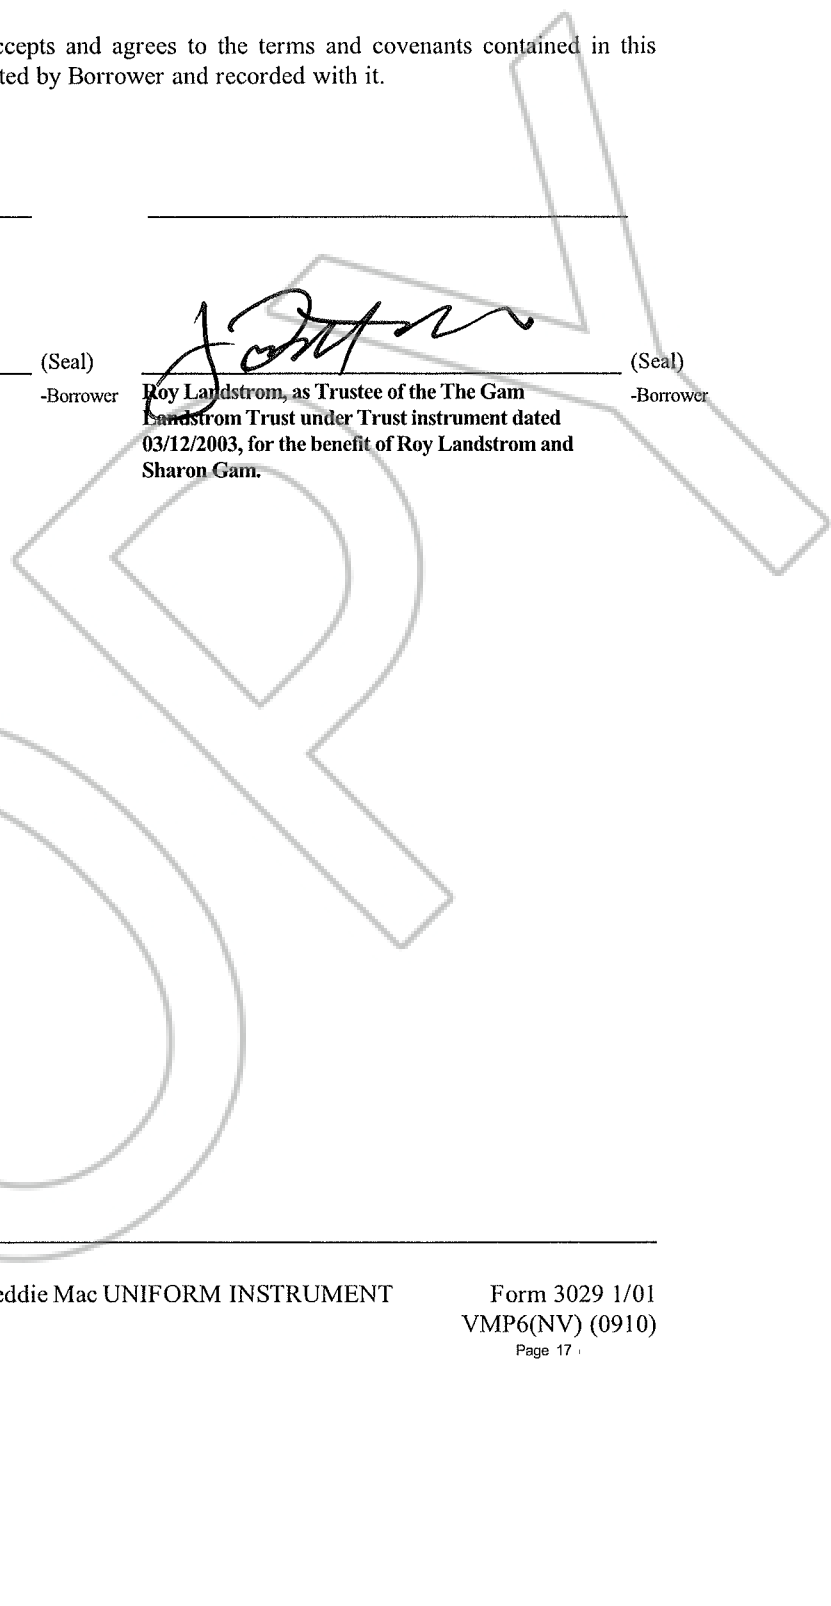 ccepts and agrees to the terms and covenants contained in this
ted by Borrower and recorded with it.
(Seal)
-Borrower
(Seal)
-Borrower
Roy Landstrom, as Trustee of the The Gam
Landstrom Trust under Trust instrument dated
03/12/2003, for the benefit of Roy Landstrom and
Sharon Gam.
eddie Mac UNIFORM INSTRUMENT
Form 3029 1/01
VMP6(NV) (0910)
Page 17
OPY